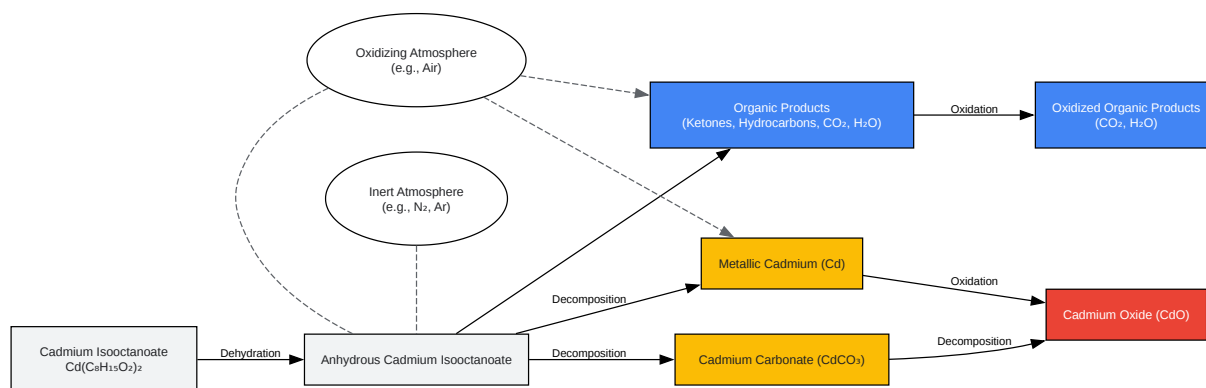 Oxidizing Atmosphere
(e.g., Air)
Organic Products
(Ketones, Hydrocarbons, CO₂, H₂O)
Oxidation
Oxidized Organic Products
(CO₂, H₂O)
Inert Atmosphere
(e.g., N₂, Ar)
Metallic Cadmium (Cd)
Oxidation
Decomposition
Cadmium Oxide (CdO)
Cadmium Isooctanoate
Cd(C₈H₁₅O₂)₂
Dehydration
Anhydrous Cadmium Isooctanoate
Decomposition
Cadmium Carbonate (CdCO₃)
Decomposition